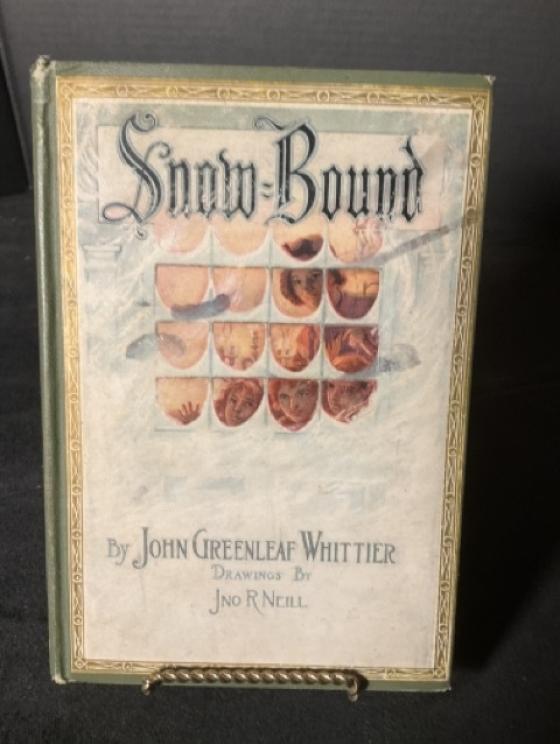 Snow=Bound
By John Greenleaf Whittier
Drawings By
Jno R Neill